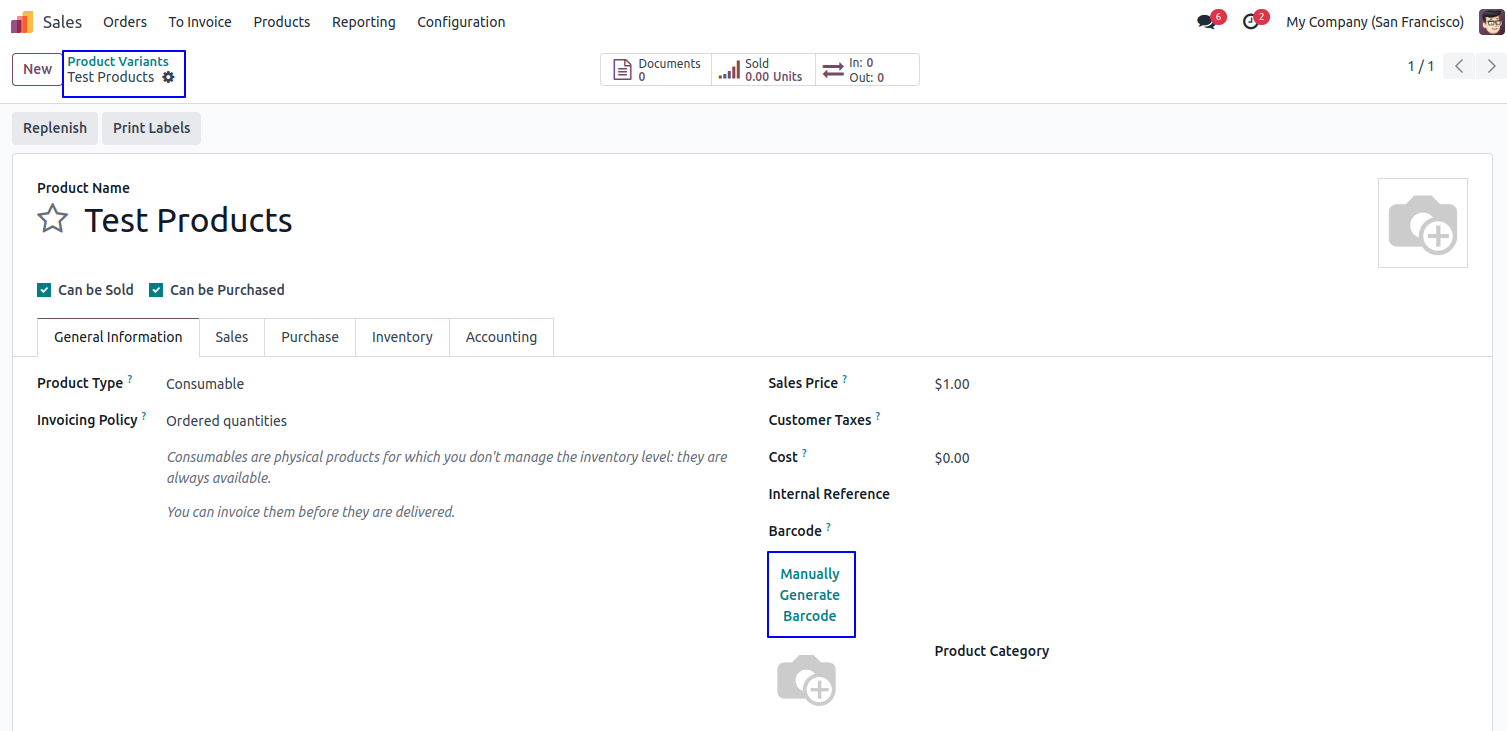 Sales Orders To Invoice Products Reporting Configuration 6 2 My Company (San Francisco)
New Product Variants
Test Products
Documents
0
Sold
0.00 Units
In: 0
Out: 0
1 / 1
Replenish Print Labels
Product Name
Test Products
Can be Sold Can be Purchased
General Information Sales Purchase Inventory Accounting
Product Type ? Consumable
Invoicing Policy ? Ordered quantities
Consumables are physical products for which you don't manage the inventory level: they are
always available.
You can invoice them before they are delivered.
Sales Price ? $1.00
Customer Taxes ?
Cost ? $0.00
Internal Reference
Barcode ?
Manually
Generate
Barcode
Product Category